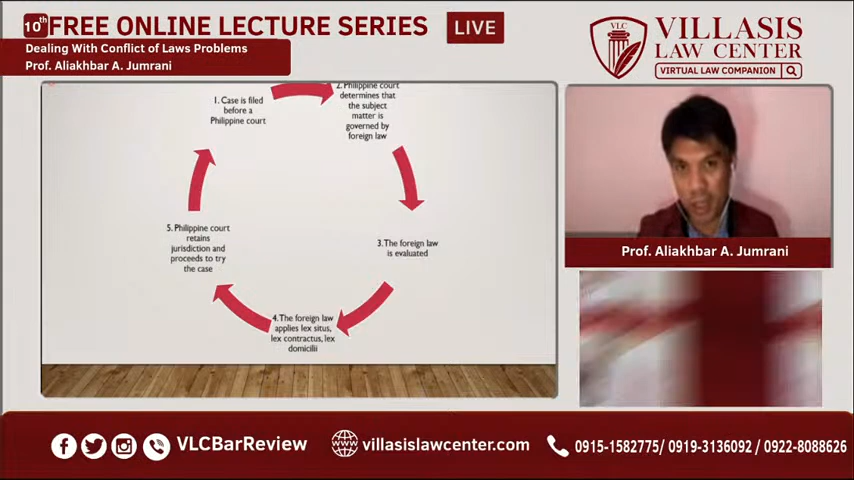 10th FREE ONLINE LECTURE SERIES
LIVE
Dealing With Conflict of Laws Problems
Prof. Aliakhbar A. Jumrani
VLC
VILLASIS
LAW CENTER
VIRTUAL LAW COMPANION
1. Case is filed
before a
Philippine court
2. Philippine court
determines that
the subject
matter is
governed by
foreign law
3. The foreign law
is evaluated
4. The foreign law
applies lex situs,
lex contractus, lex
domicilii
5. Philippine court
retains
jurisdiction and
proceeds to try
the case
Prof. Aliakhbar A. Jumrani
VLCBarReview
villasislawcenter.com
0915-1582775/ 0919-3136092 / 0922-8088626